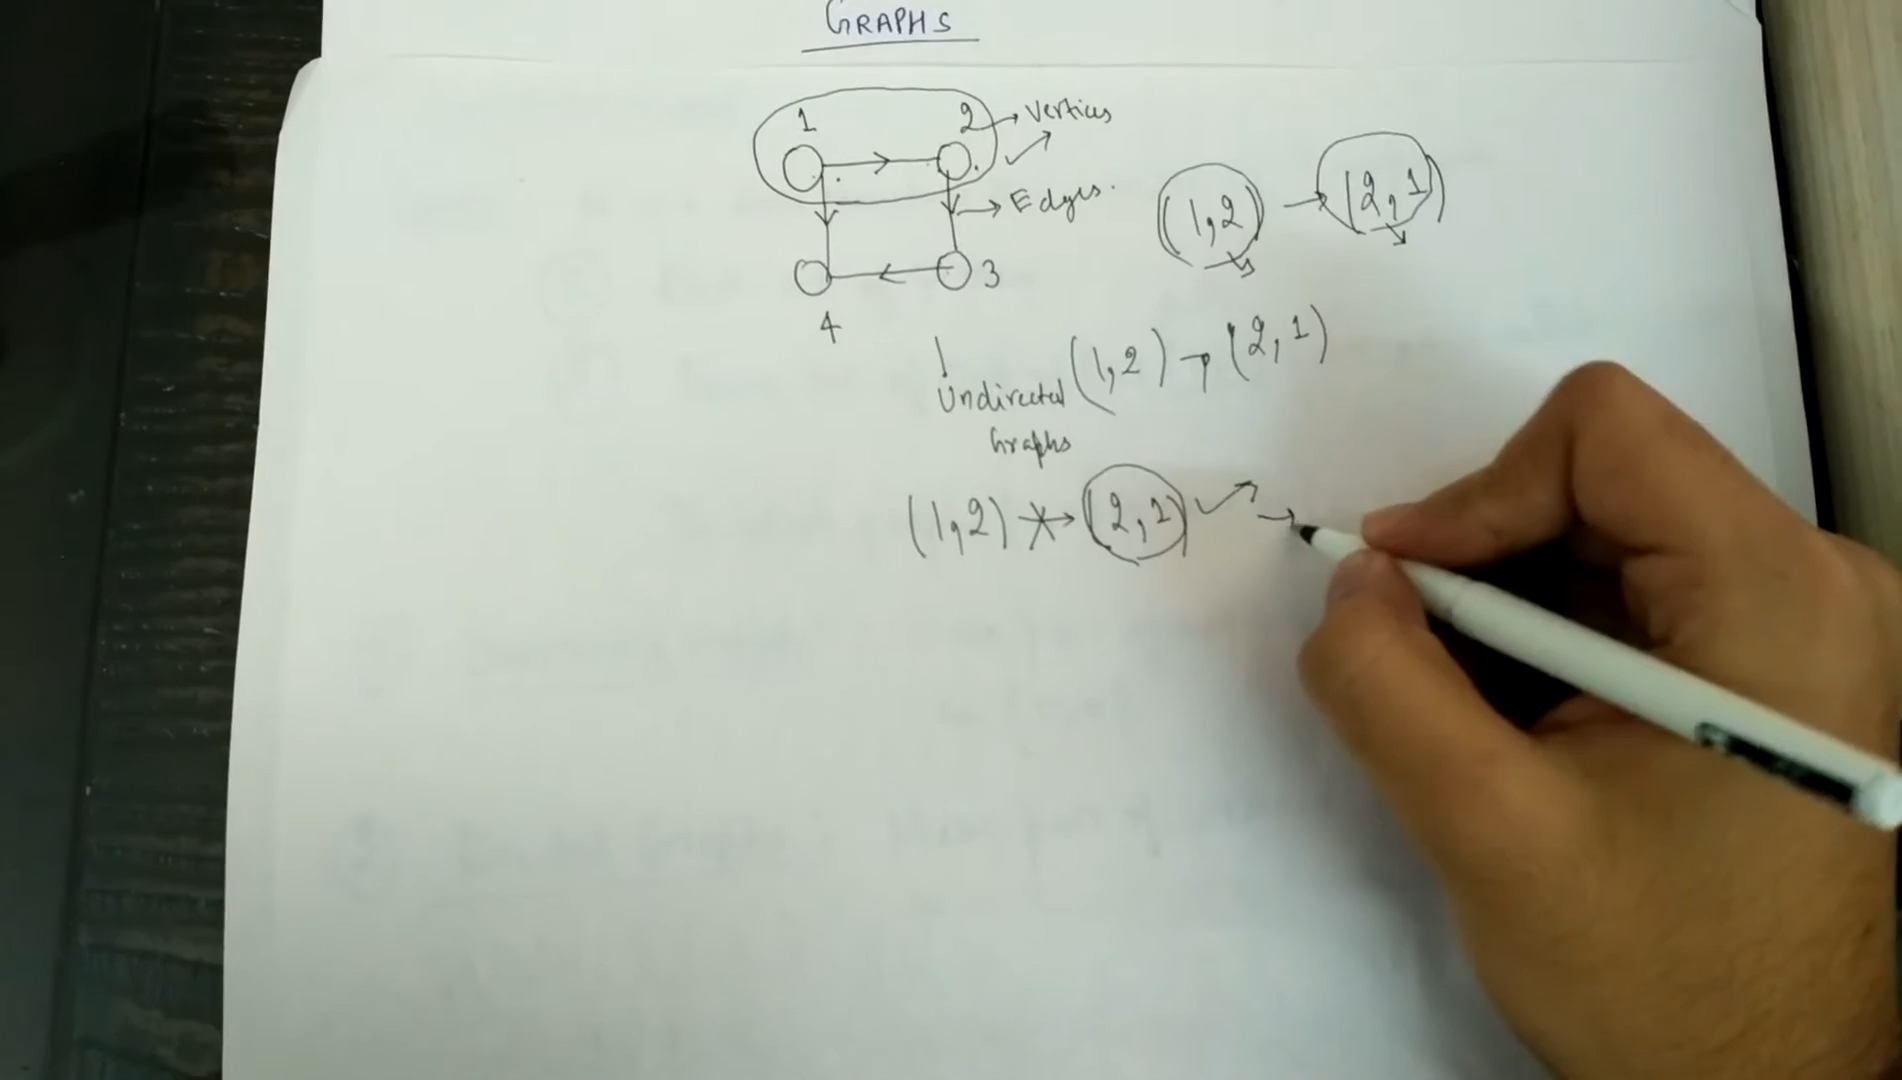 GRAPHS
1 2 → Vertices
→ Edges.
3
4
(1,2) → (2,1)
Undirected (1,2) → (2,1)
Graphs
(1,2) → (2,1) →